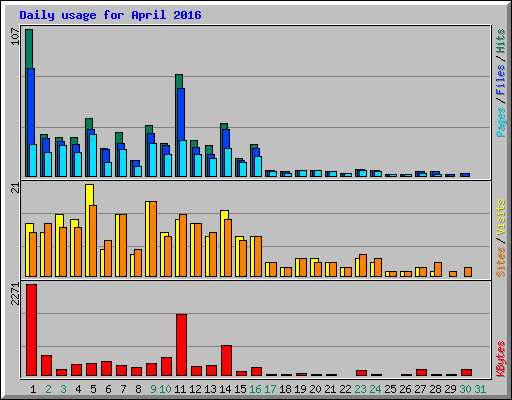 Daily usage for April 2016
107
Pages / Files / Hits
21
Sites / Visits
2271
KBytes
1 2 3 4 5 6 7 8 9 10 11 12 13 14 15 16 17 18 19 20 21 22 23 24 25 26 27 28 29 30 31